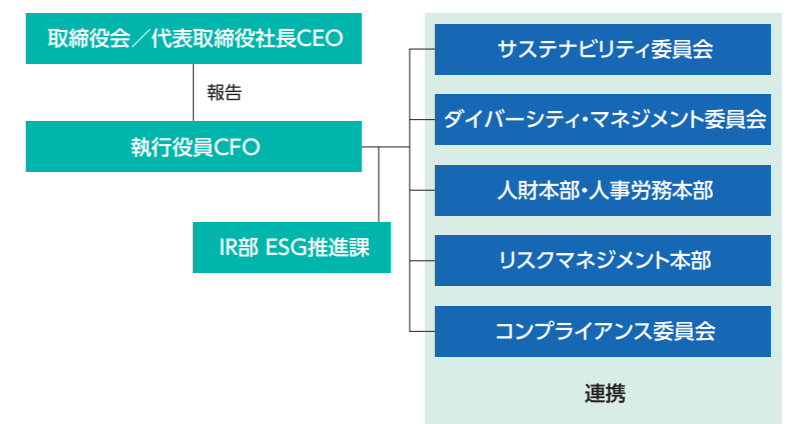 取締役会／代表取締役社長CEO
報告
執行役員CFO
IR部 ESG推進課
サステナビリティ委員会
ダイバーシティ・マネジメント委員会
人財本部・人事労務本部
リスクマネジメント本部
コンプライアンス委員会
連携